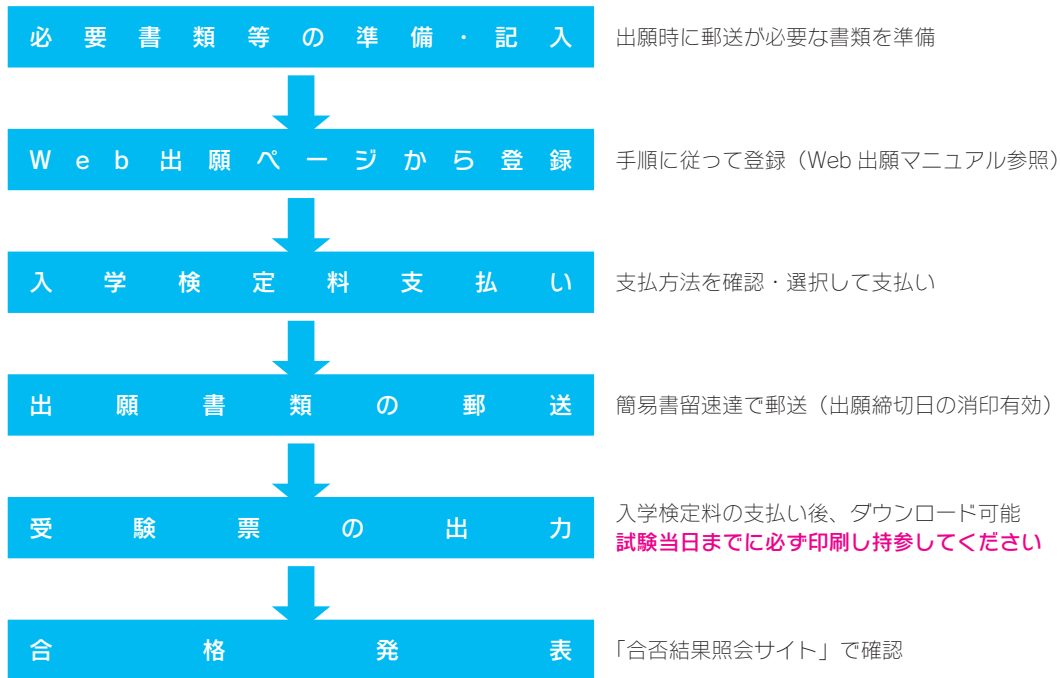 必要書類等の準備・記入
出願時に郵送が必要な書類を準備
Web出願ページから登録
手順に従って登録（Web出願マニュアル参照）
入学検定料支払い
支払方法を確認・選択して支払い
出願書類の郵送
簡易書留速達で郵送（出願締切日の消印有効）
受験票の出力
入学検定料の支払い後、ダウンロード可能
試験当日までに必ず印刷し持参してください
合格発表
「合否結果照会サイト」で確認